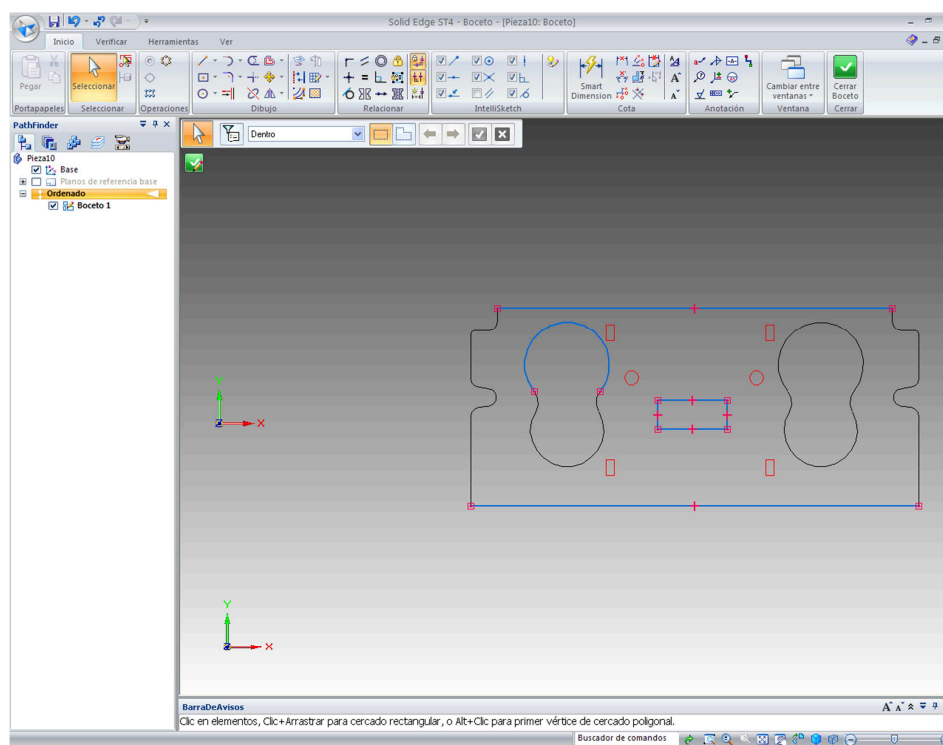 Solid Edge ST4 - Boceto - [Pieza10: Boceto]
Inicio Verificar Herramientas Ver
Pegar Seleccionar Smart Dimension Cambiar entre ventanas Cerrar Boceto
Portapapeles Seleccionar Operaciones Dibujo Relacionar IntelliSketch Cota Anotación Ventana Cerrar
PathFinder
Dentro
Pieza10
Base
Planos de referencia base
Ordenado
Boceto 1
Y
X
Y
X
BarraDeAvisos
Clic en elementos, Clic+Arrastrar para cercado rectangular, o Alt+Clic para primer vértice de cercado poligonal.
Buscador de comandos